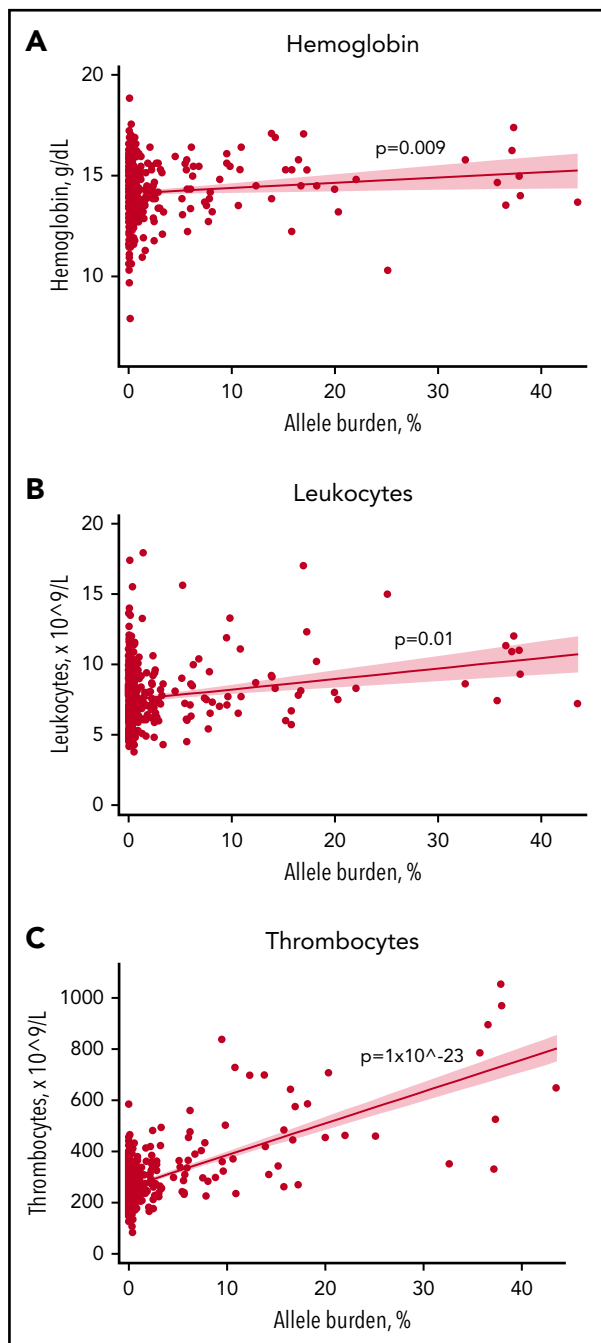 A
Hemoglobin
20
15
10
Hemoglobin, g/dL
p=0.009
0 10 20 30 40
Allele burden, %
B
Leukocytes
20
15
10
5
0
Leukocytes, x 10^9/L
p=0.01
0 10 20 30 40
Allele burden, %
C
Thrombocytes
1000
800
600
400
200
0
Thrombocytes, x 10^9/L
p=1x10^-23
0 10 20 30 40
Allele burden, %